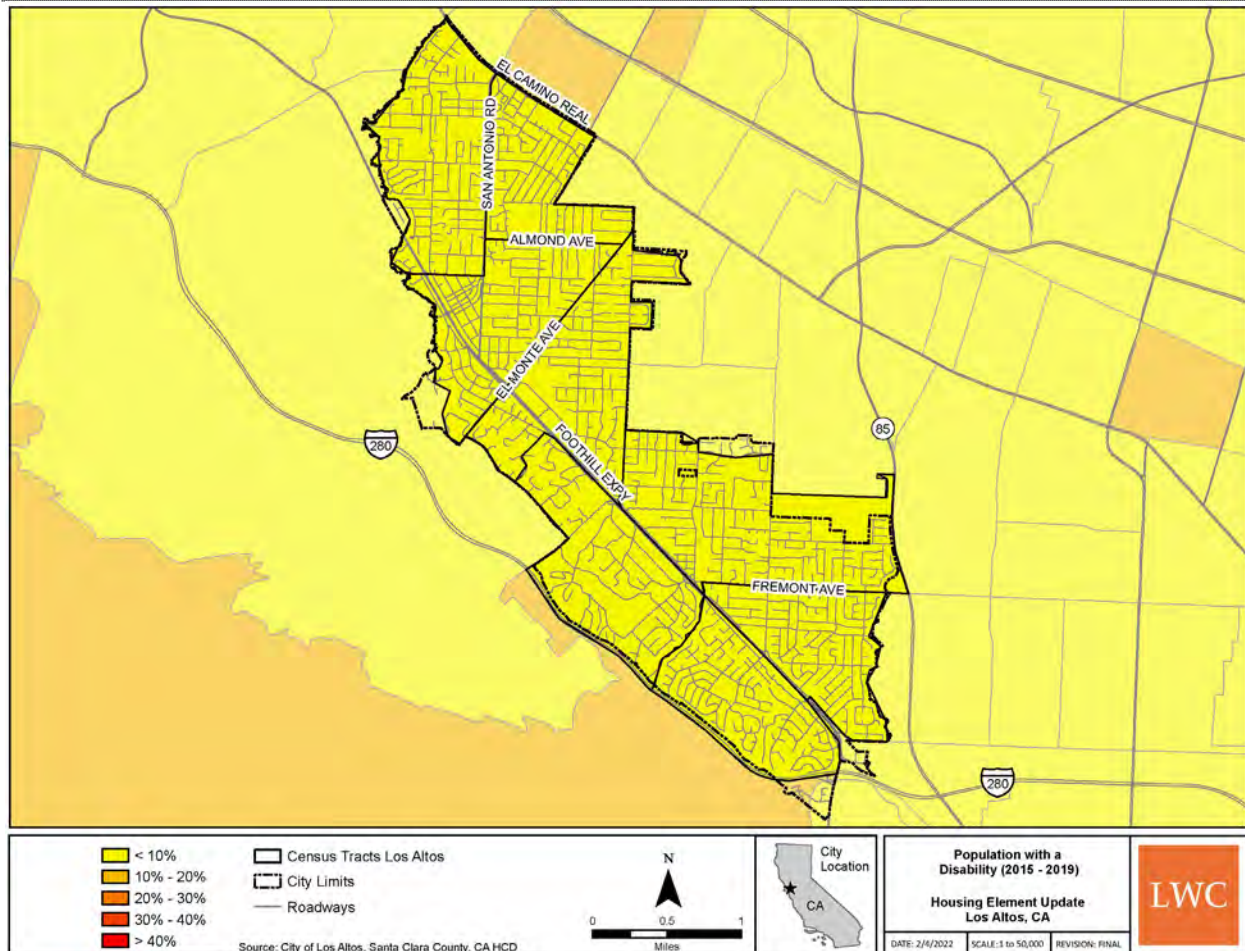 EL CAMINO REAL
SAN ANTONIO RD
ALMOND AVE
EL MONTE AVE
280
85
FOOTHILL EXPY
FREMONT AVE
280
< 10%
10% - 20%
20% - 30%
30% - 40%
> 40%
Census Tracts Los Altos
City Limits
Roadways
Source: City of Los Altos, Santa Clara County, CA HCD
N
0 0.5 1
Miles
City
Location
CA
Population with a
Disability (2015 - 2019)
Housing Element Update
Los Altos, CA
DATE: 2/4/2022 SCALE:1 to 50,000 REVISION: FINAL
LWC